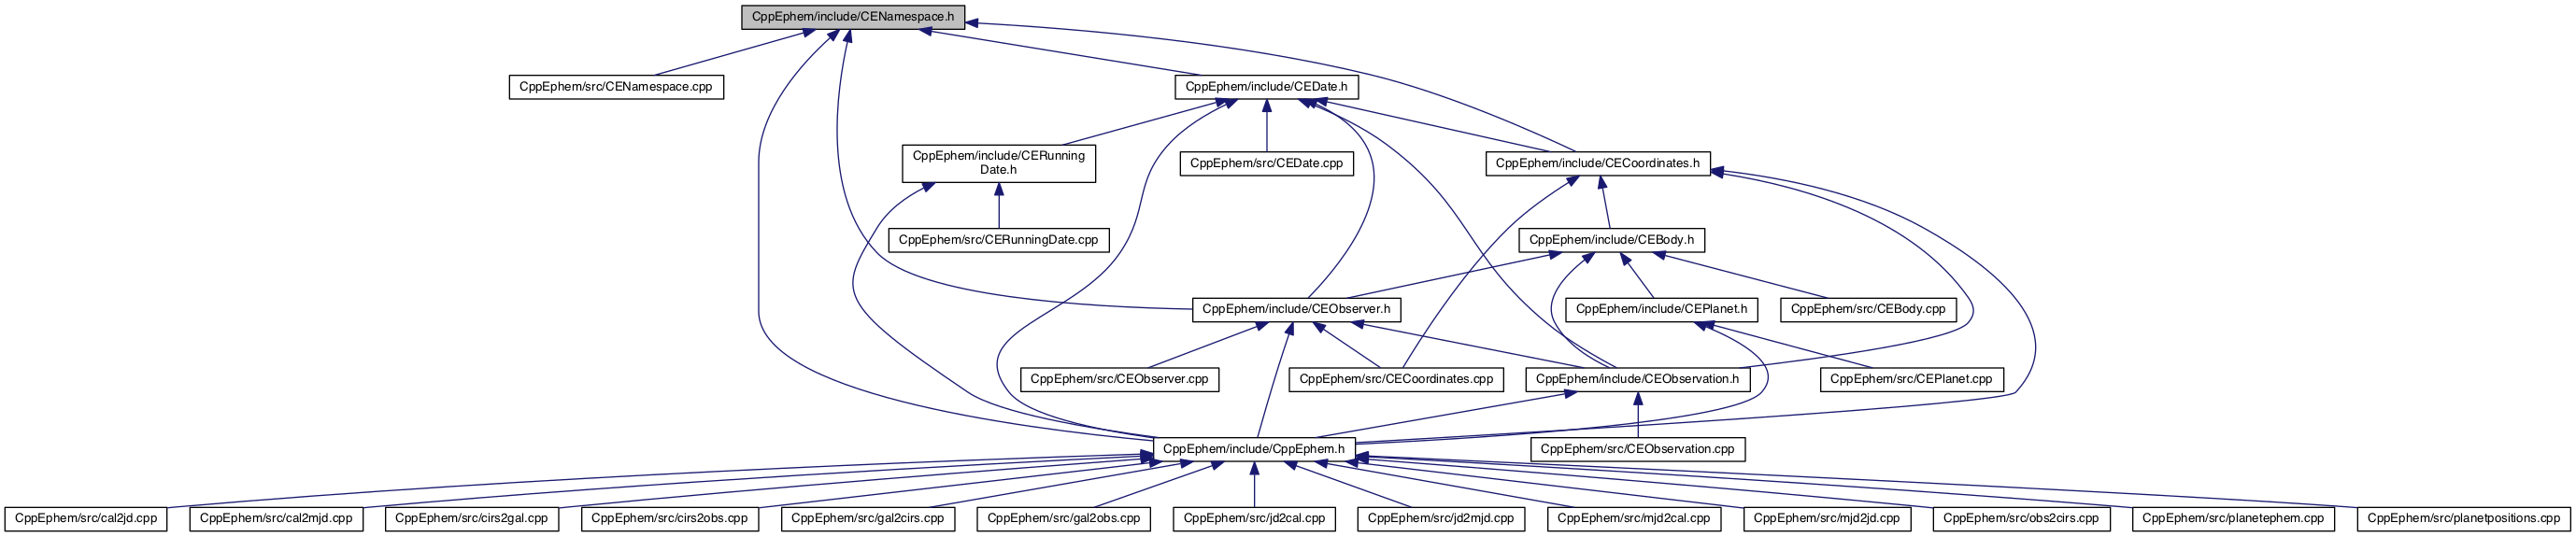 CppEphem/include/CENamespace.h
CppEphem/src/CENamespace.cpp
CppEphem/include/CEDate.h
CppEphem/include/CERunning
Date.h
CppEphem/src/CEDate.cpp
CppEphem/include/CECoordinates.h
CppEphem/src/CERunningDate.cpp
CppEphem/include/CEBody.h
CppEphem/include/CEObserver.h
CppEphem/include/CEPlanet.h
CppEphem/src/CEBody.cpp
CppEphem/src/CEObserver.cpp
CppEphem/src/CECoordinates.cpp
CppEphem/include/CEObservation.h
CppEphem/src/CEPlanet.cpp
CppEphem/include/CppEphem.h
CppEphem/src/CEObservation.cpp
CppEphem/src/cal2jd.cpp
CppEphem/src/cal2mjd.cpp
CppEphem/src/cirs2gal.cpp
CppEphem/src/cirs2obs.cpp
CppEphem/src/gal2cirs.cpp
CppEphem/src/gal2obs.cpp
CppEphem/src/jd2cal.cpp
CppEphem/src/jd2mjd.cpp
CppEphem/src/mjd2cal.cpp
CppEphem/src/mjd2jd.cpp
CppEphem/src/obs2cirs.cpp
CppEphem/src/planetephem.cpp
CppEphem/src/planetpositions.cpp